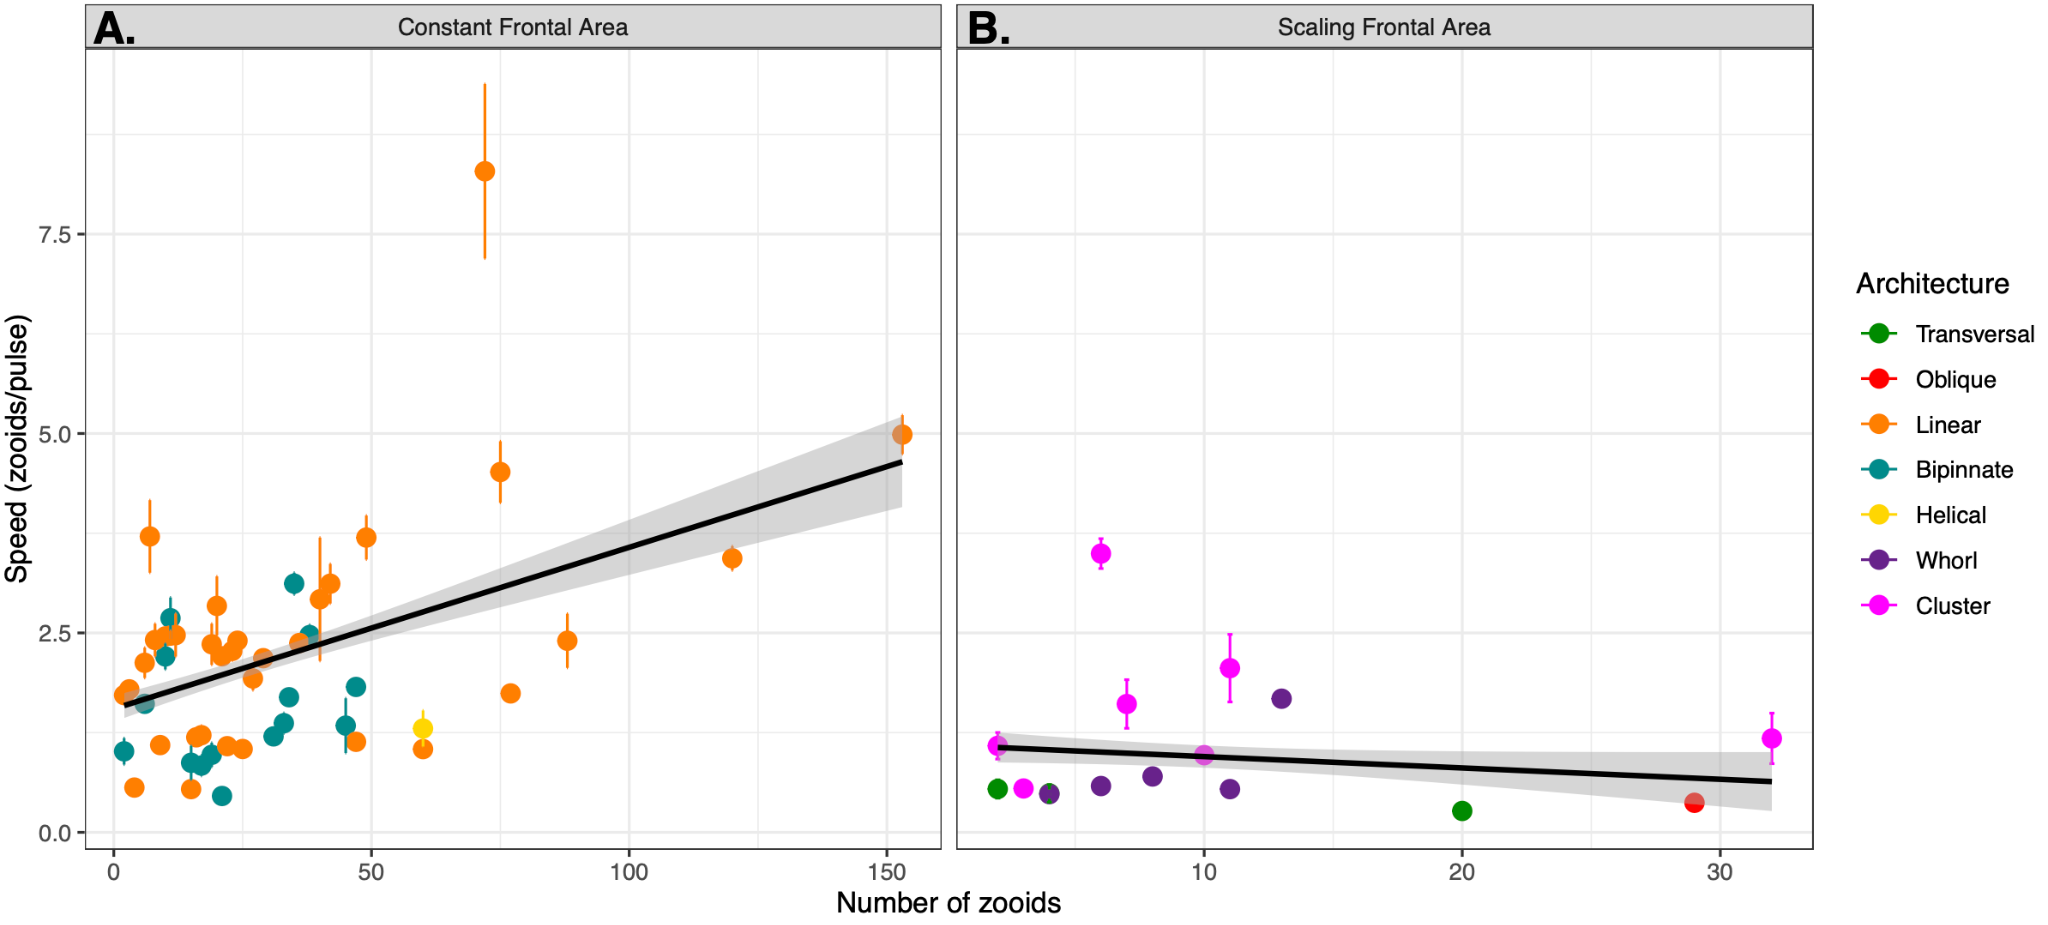 A. Constant Frontal Area
B. Scaling Frontal Area
Speed (zooids/pulse)
7.5
5.0
2.5
0.0
0 50 100 150
10 20 30
Number of zooids
Architecture
Transversal
Oblique
Linear
Bipinnate
Helical
Whorl
Cluster